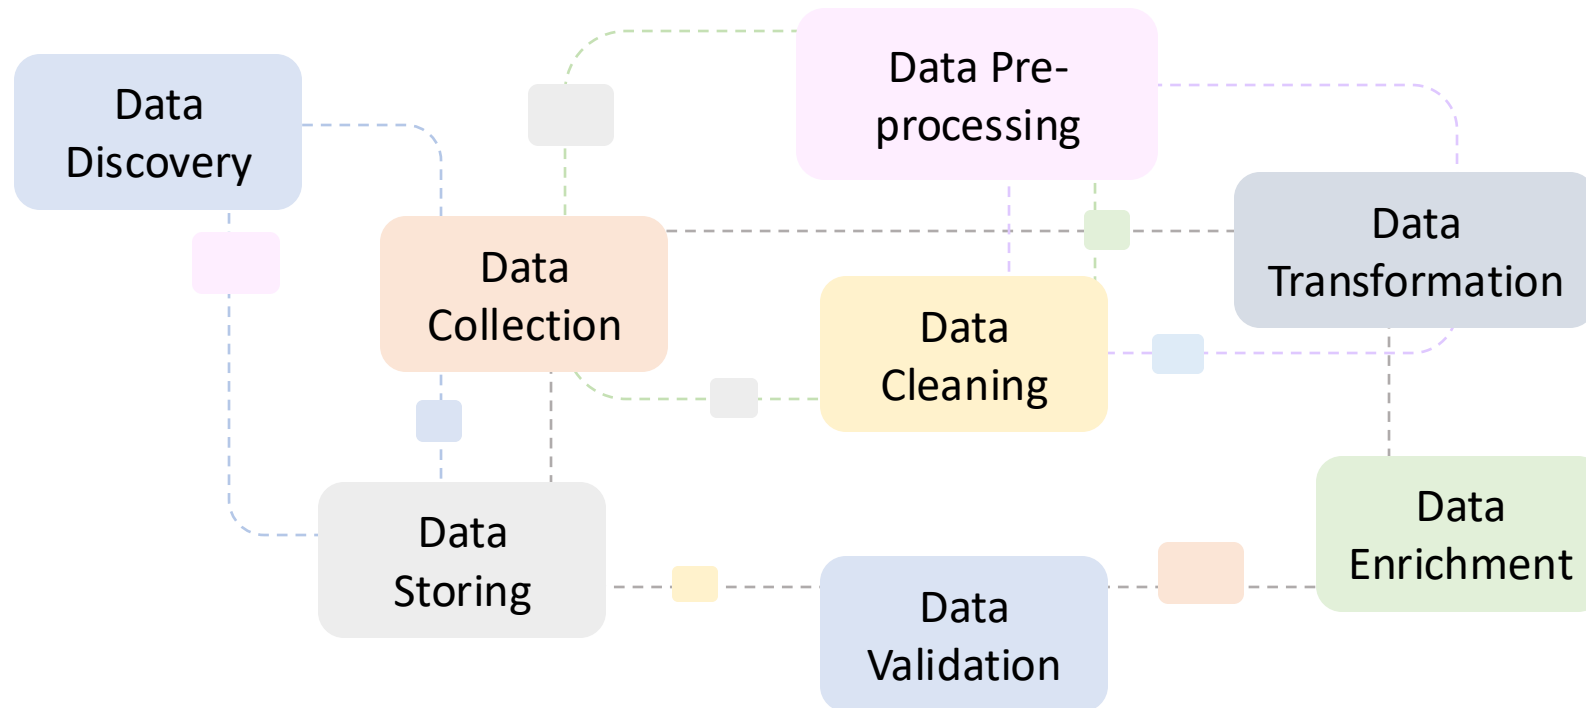 Data
Discovery
Data Pre-
processing
Data
Collection
Data
Transformation
Data
Cleaning
Data
Storing
Data
Enrichment
Data
Validation